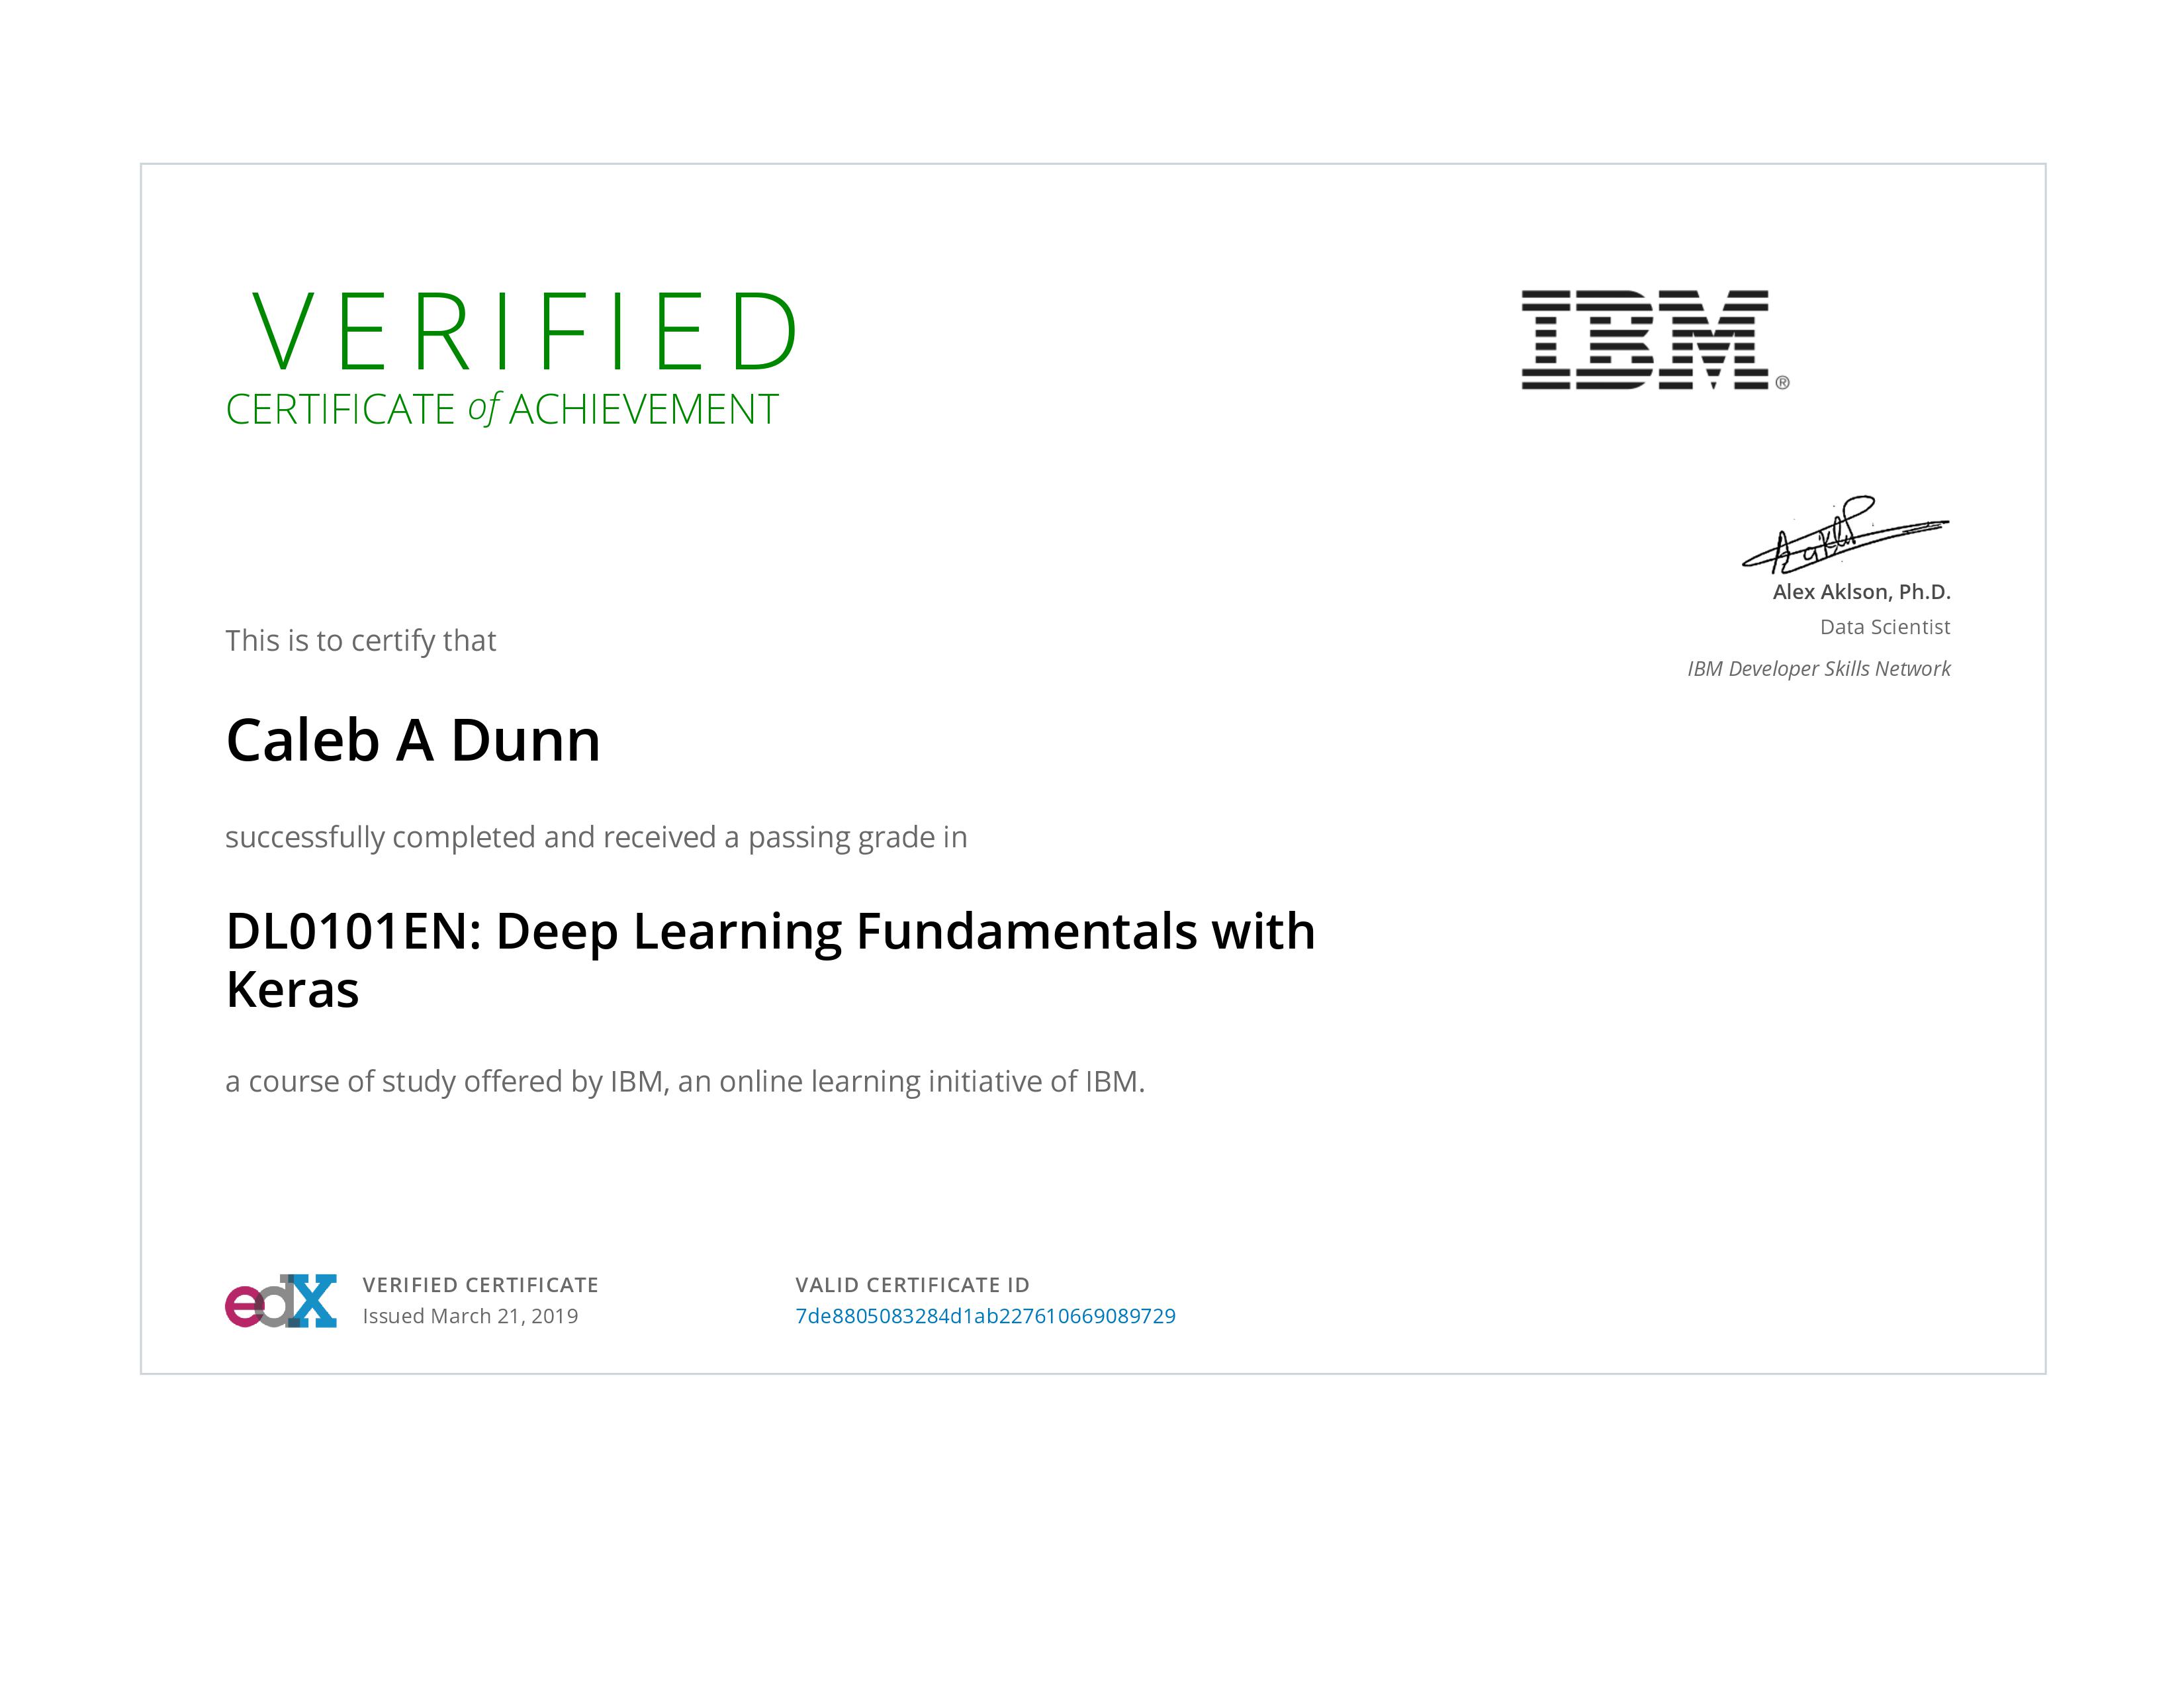 VERIFIED
CERTIFICATE of ACHIEVEMENT
IBM®
Alex Aklson, Ph.D.
Data Scientist
IBM Developer Skills Network
This is to certify that
Caleb A Dunn
successfully completed and received a passing grade in
DL0101EN: Deep Learning Fundamentals with
Keras
a course of study offered by IBM, an online learning initiative of IBM.
edX
VERIFIED CERTIFICATE
Issued March 21, 2019
VALID CERTIFICATE ID
7de8805083284d1ab227610669089729